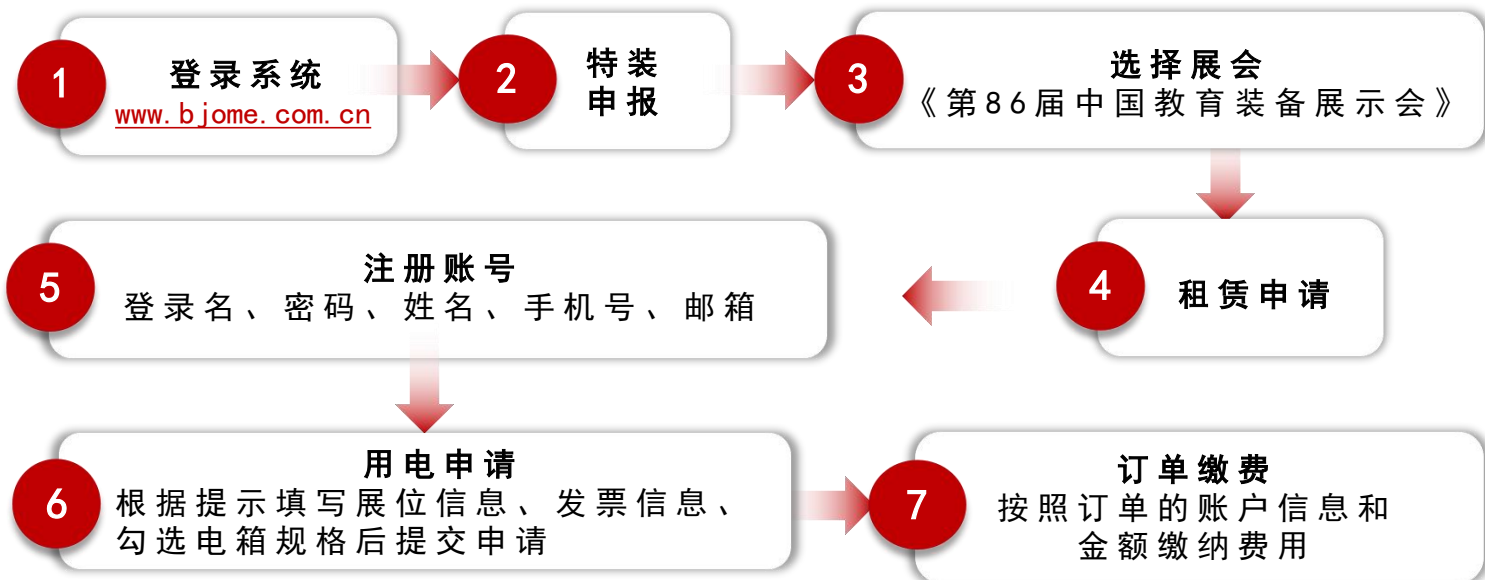 1
登录系统
www.bjome.com.cn
2
特装
申报
3
选择展会
《第86届中国教育装备展示会》
4
租赁申请
5
注册账号
登录名、密码、姓名、手机号、邮箱
6
用电申请
根据提示填写展位信息、发票信息、
勾选电箱规格后提交申请
7
订单缴费
按照订单的账户信息和
金额缴纳费用